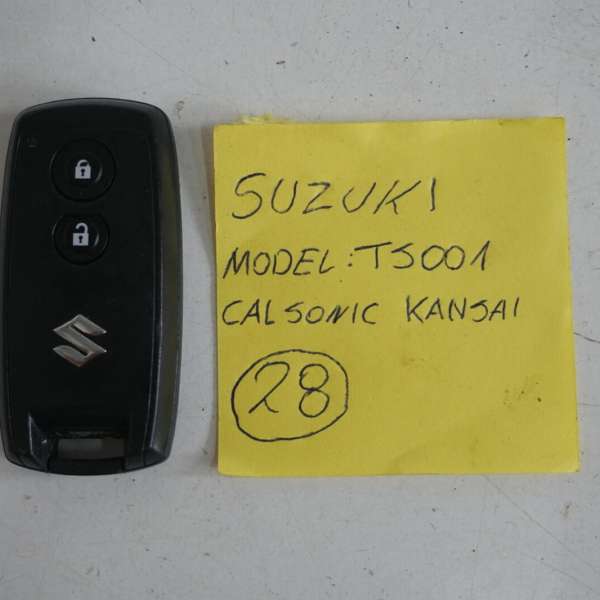 SUZUKI
MODEL: TS001
CALSONIC KANSAI
28